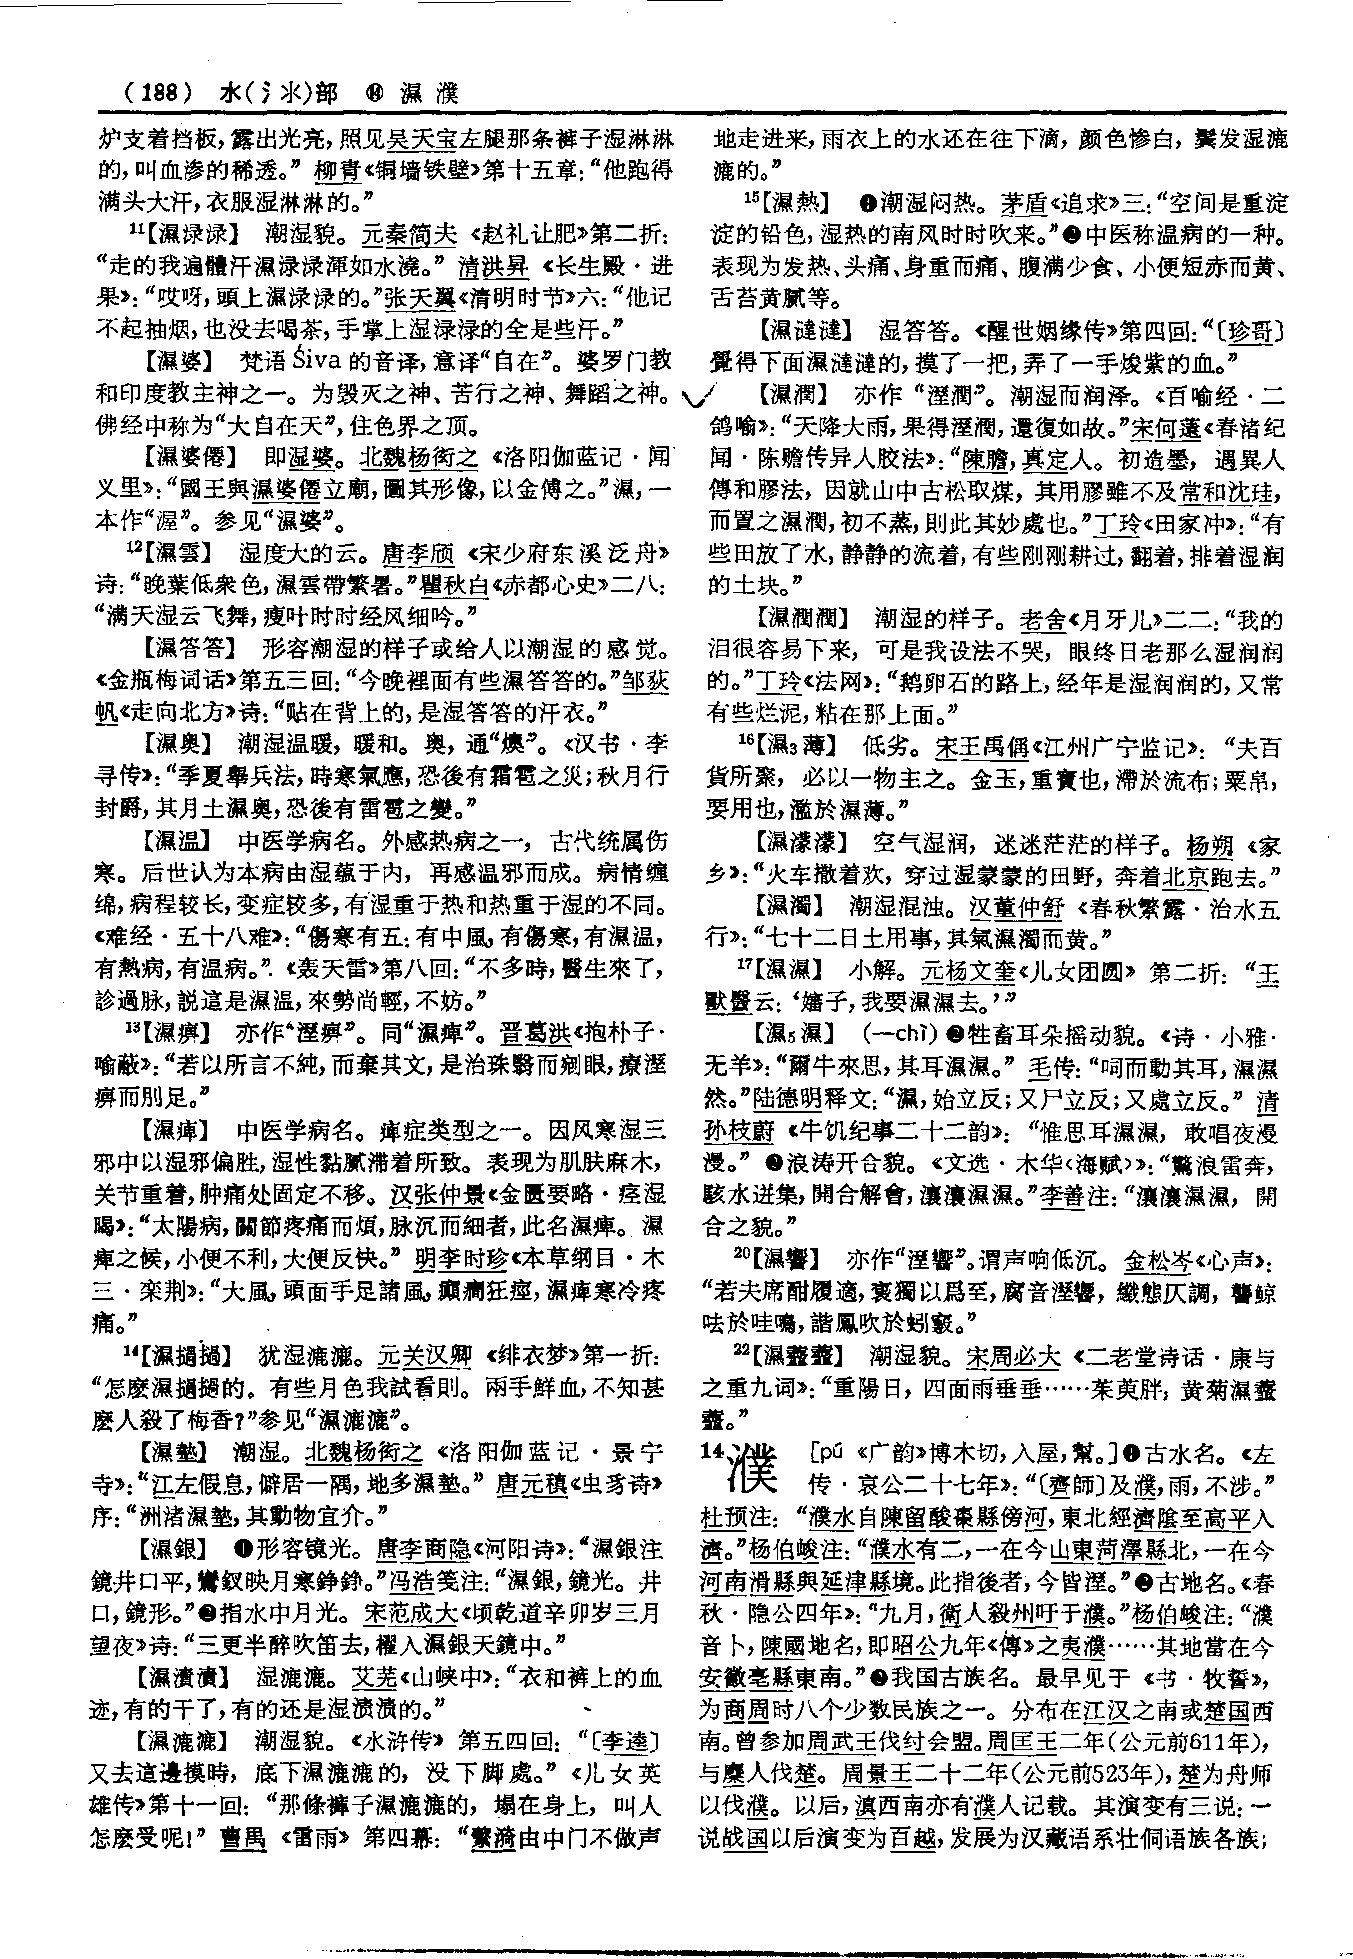 (188) 水(氵氺)部 ⑭ 濕 濮
炉支着挡板，露出光亮，照见吴天宝左腿那条裤子湿淋淋
的，叫血渗的稀透。”柳青《铜墙铁壁》第十五章：“他跑得
满头大汗，衣服湿淋淋的。”
11【濕渌渌】 潮湿貌。元秦简夫《赵礼让肥》第二折：
“走的我遍體汗濕渌渌渾如水澆。”清洪昇《长生殿·进
果》：“哎呀，頭上濕渌渌的。”张天翼《清明时节》六：“他记
不起抽烟，也没去喝茶，手掌上湿渌渌的全是些汗。”
【濕婆】 梵语Śiva的音译，意译“自在”。婆罗门教
和印度教主神之一。为毁灭之神、苦行之神、舞蹈之神。
佛经中称为“大自在天”，住色界之顶。
【濕婆僊】 即湿婆。北魏杨衒之《洛阳伽蓝记·闻
义里》：“國王與濕婆僊立廟，圖其形像，以金傅之。”濕，一
本作“渥”。参见“濕婆”。
12【濕雲】 湿度大的云。唐李颀《宋少府东溪泛舟》
诗：“晚葉低衆色，濕雲帶繁暑。”瞿秋白《赤都心史》二八：
“满天湿云飞舞，瘦叶时时经风细吟。”
【濕答答】 形容潮湿的样子或给人以潮湿的感觉。
《金瓶梅词话》第五三回：“今晚裡面有些濕答答的。”邹荻
帆《走向北方》诗：“贴在背上的，是湿答答的汗衣。”
【濕奥】 潮湿温暖，暖和。奥，通“燠”。《汉书·李
寻传》：“季夏舉兵法，時寒氣應，恐後有霜雹之災；秋月行
封爵，其月土濕奥，恐後有雷雹之變。”
【濕温】 中医学病名。外感热病之一，古代统属伤
寒。后世认为本病由湿蕴于内，再感温邪而成。病情缠
绵，病程较长，变症较多，有湿重于热和热重于湿的不同。
《难经·五十八难》：“傷寒有五：有中風，有傷寒，有濕温，
有熱病，有温病。”《轰天雷》第八回：“不多時，醫生來了，
診過脉，説這是濕温，來勢尚輕，不妨。”
13【濕痹】 亦作“溼痹”。同“濕痺”。晋葛洪《抱朴子·
喻蔽》：“若以所言不純，而棄其文，是治珠翳而剜眼，療溼
痹而刖足。”
【濕痺】 中医学病名。痺症类型之一。因风寒湿三
邪中以湿邪偏胜，湿性黏腻滞着所致。表现为肌肤麻木，
关节重着，肿痛处固定不移。汉张仲景《金匮要略·痉湿
暍》：“太陽病，關節疼痛而煩，脉沉而細者，此名濕痺。濕
痺之候，小便不利，大便反快。”明李时珍《本草纲目·木
三·栾荆》：“大風，頭面手足諸風，癲癇狂痙，濕痺寒冷疼
痛。”
14【濕撾撾】 犹湿漉漉。元关汉卿《绯衣梦》第一折：
“怎麽濕撾撾的。有些月色我試看則。兩手鮮血，不知甚
麽人殺了梅香？”参见“濕漉漉”。
【濕墊】 潮湿。北魏杨衒之《洛阳伽蓝记·景宁
寺》：“江左假息，僻居一隅，地多濕墊。”唐元稹《虫豸诗》
序：“洲渚濕墊，其動物宜介。”
【濕銀】 ❶形容镜光。唐李商隐《河阳诗》：“濕銀注
鏡井口平，鸞釵映月寒錚錚。”冯浩笺注：“濕銀，鏡光。井
口，鏡形。”❷指水中月光。宋范成大《顷乾道辛卯岁三月
望夜》诗：“三更半醉吹笛去，櫂入濕銀天鏡中。”
【濕漬漬】 湿漉漉。艾芜《山峡中》：“衣和裤上的血
迹，有的干了，有的还是湿渍渍的。”
【濕漉漉】 潮湿貌。《水浒传》第五四回：“〔李逵〕
又去這邊摸時，底下濕漉漉的，没下脚處。”《儿女英
雄传》第十一回：“那條褲子濕漉漉的，塌在身上，叫人
怎麽受呢！”曹禺《雷雨》第四幕：“繁漪由中门不做声
地走进来，雨衣上的水还在往下滴，颜色惨白，鬓发湿漉
漉的。”
15【濕熱】 ❶潮湿闷热。茅盾《追求》三：“空间是重淀
淀的铅色，湿热的南风时时吹来。”❷中医称温病的一种。
表现为发热、头痛、身重而痛、腹满少食、小便短赤而黄、
舌苔黄腻等。
【濕澾澾】 湿答答。《醒世姻缘传》第四回：“〔珍哥〕
覺得下面濕澾澾的，摸了一把，弄了一手焌紫的血。”
【濕潤】 亦作“溼潤”。潮湿而润泽。《百喻经·二
鸽喻》：“天降大雨，果得溼潤，還復如故。”宋何薳《春渚纪
闻·陈赡传异人胶法》：“陳贍，真定人。初造墨，遇異人
傳和膠法，因就山中古松取煤，其用膠雖不及常和沈珪，
而置之濕潤，初不蒸，則此其妙處也。”丁玲《田家冲》：“有
些田放了水，静静的流着，有些刚刚耕过，翻着，排着湿润
的土块。”
【濕潤潤】 潮湿的样子。老舍《月牙儿》二二：“我的
泪很容易下来，可是我设法不哭，眼终日老那么湿润润
的。”丁玲《法网》：“鹅卵石的路上，经年是湿润润的，又常
有些烂泥，粘在那上面。”
16【濕3薄】 低劣。宋王禹偁《江州广宁监记》：“夫百
貨所聚，必以一物主之。金玉，重寶也，滯於流布；粟帛，
要用也，濫於濕薄。”
【濕濛濛】 空气湿润，迷迷茫茫的样子。杨朔《家
乡》：“火车撒着欢，穿过湿蒙蒙的田野，奔着北京跑去。”
【濕濁】 潮湿混浊。汉董仲舒《春秋繁露·治水五
行》：“七十二日土用事，其氣濕濁而黄。”
17【濕濕】 小解。元杨文奎《儿女团圆》第二折：“王
獸醫云：‘嬸子，我要濕濕去。’”
【濕5濕】 (—chì)❷牲畜耳朵摇动貌。《诗·小雅·
无羊》：“爾牛來思，其耳濕濕。”毛传：“呞而動其耳，濕濕
然。”陆德明释文：“濕，始立反；又尸立反；又處立反。”清
孙枝蔚《牛饥纪事二十二韵》：“惟思耳濕濕，敢唱夜漫
漫。”❷浪涛开合貌。《文选·木华〈海赋〉》：“驚浪雷奔，
駭水迸集，開合解會，瀼瀼濕濕。”李善注：“瀼瀼濕濕，開
合之貌。”
20【濕響】 亦作“溼響”。谓声响低沉。金松岑《心声》：
“若夫席酣履適，褎獨以爲至，腐音溼響，緻態仄調，讋鯨
呿於哇鳴，諧鳳吹於蚓竅。”
22【濕虀虀】 潮湿貌。宋周必大《二老堂诗话·康与
之重九词》：“重陽日，四面雨垂垂……茱萸胖，黄菊濕虀
虀。”
14濮 [pú 《广韵》博木切，入屋，幫。]❶古水名。《左
传·哀公二十七年》：“〔齊師〕及濮，雨，不涉。”
杜预注：“濮水自陳留酸棗縣傍河，東北經濟陰至高平入
濟。”杨伯峻注：“濮水有二，一在今山東菏澤縣北，一在今
河南滑縣與延津縣境。此指後者，今皆湮。”❷古地名。《春
秋·隐公四年》：“九月，衛人殺州吁于濮。”杨伯峻注：“濮
音卜，陳國地名，即昭公九年《傳》之夷濮……其地當在今
安徽亳縣東南。”❸我国古族名。最早见于《书·牧誓》，
为商周时八个少数民族之一。分布在江汉之南或楚国西
南。曾参加周武王伐纣会盟。周匡王二年(公元前611年)，
与麇人伐楚。周景王二十二年(公元前523年)，楚为舟师
以伐濮。以后，滇西南亦有濮人记载。其演变有三说：一
说战国以后演变为百越，发展为汉藏语系壮侗语族各族；